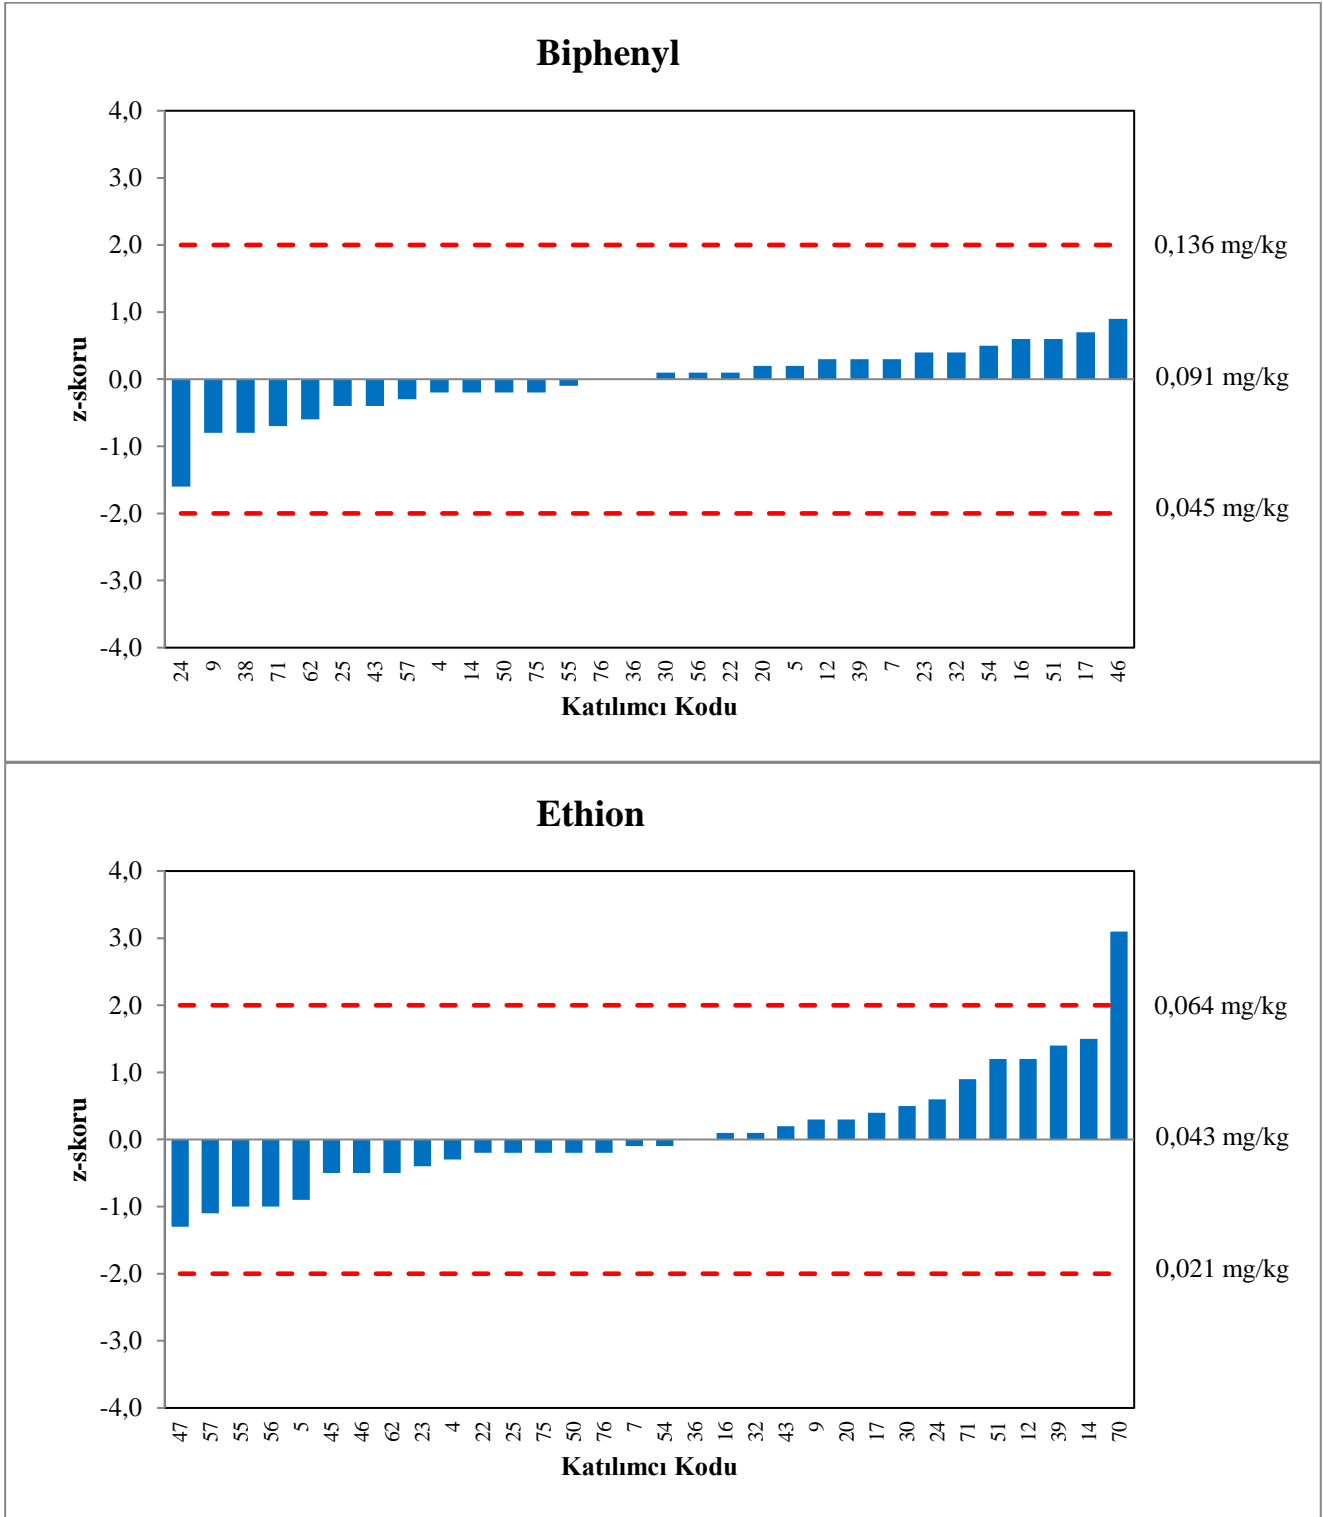 Biphenyl
4,0
3,0
2,0
1,0
0,0
-1,0
-2,0
-3,0
-4,0
z-skoru
0,136 mg/kg
0,091 mg/kg
0,045 mg/kg
24 9 38 71 62 25 43 57 4 14 50 75 55 76 36 30 56 22 20 5 12 39 7 23 32 54 16 51 17 46
Katılımcı Kodu
Ethion
4,0
3,0
2,0
1,0
0,0
-1,0
-2,0
-3,0
-4,0
z-skoru
0,064 mg/kg
0,043 mg/kg
0,021 mg/kg
47 57 55 56 5 45 46 62 23 4 22 25 75 50 76 7 54 36 16 32 43 9 20 17 30 24 71 51 12 39 14 70
Katılımcı Kodu